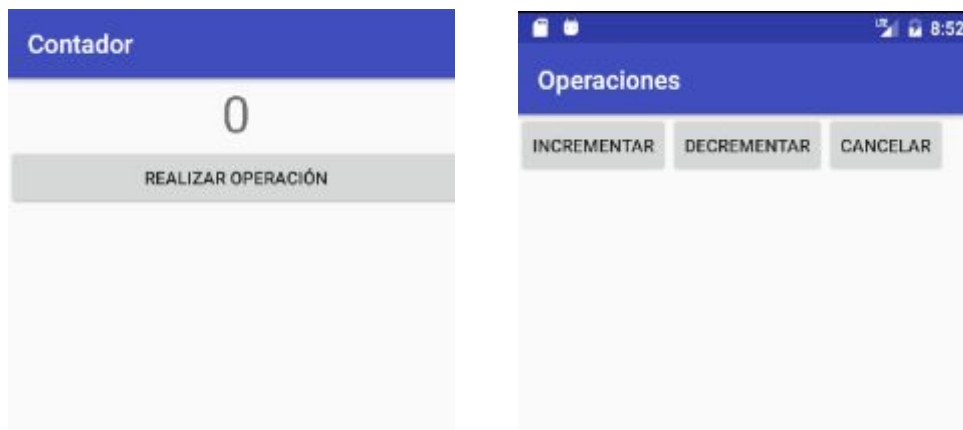 Contador
0
REALIZAR OPERACIÓN
8:52
Operaciones
INCREMENTAR DECREMENTAR CANCELAR